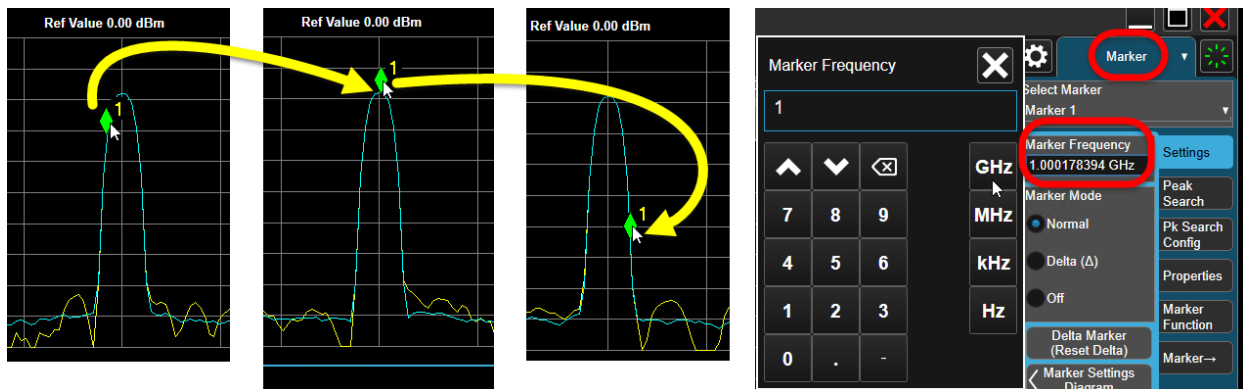 Ref Value 0.00 dBm
1
Ref Value 0.00 dBm
1
Ref Value 0.00 dBm
1
Marker Frequency
1
GHz
7 8 9 MHz
4 5 6 kHz
1 2 3 Hz
0 . -
Marker
Select Marker
Marker 1
Marker Frequency
1.000178394 GHz
Marker Mode
Normal
Delta (Δ)
Off
Delta Marker
(Reset Delta)
Marker Settings
Diagram
Settings
Peak
Search
Pk Search
Config
Properties
Marker
Function
Marker→